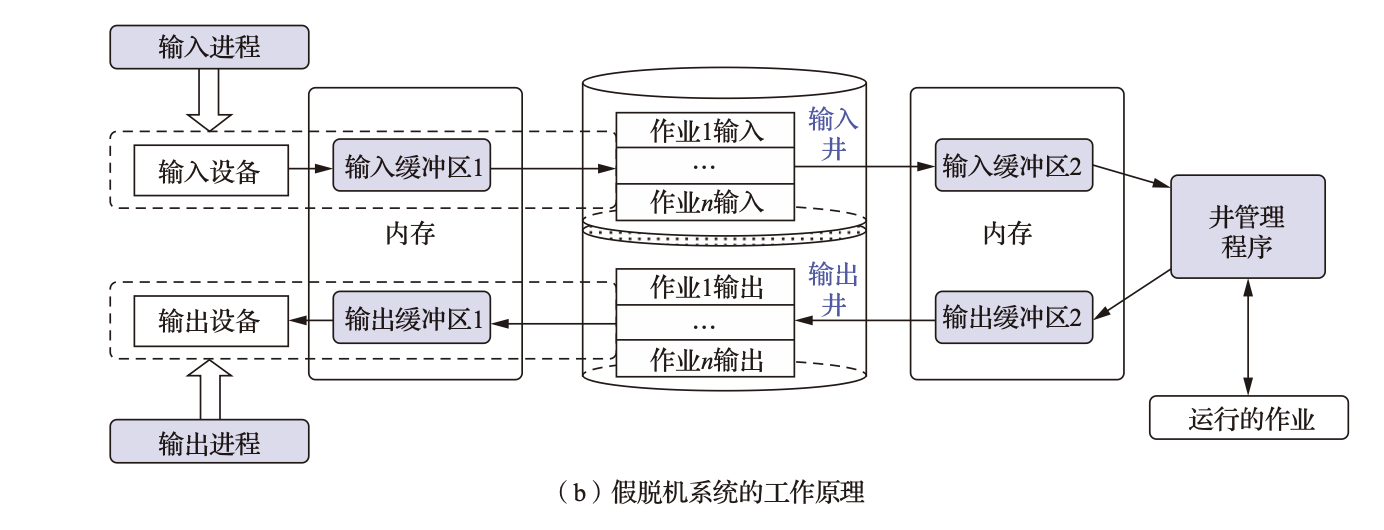 输入进程
输入设备
输入缓冲区1
作业1输入
…
作业n输入
输入
井
输入缓冲区2
内存
内存
井管理
程序
输出设备
输出缓冲区1
作业1输出
…
作业n输出
输出
井
输出缓冲区2
运行的作业
输出进程
（b）假脱机系统的工作原理